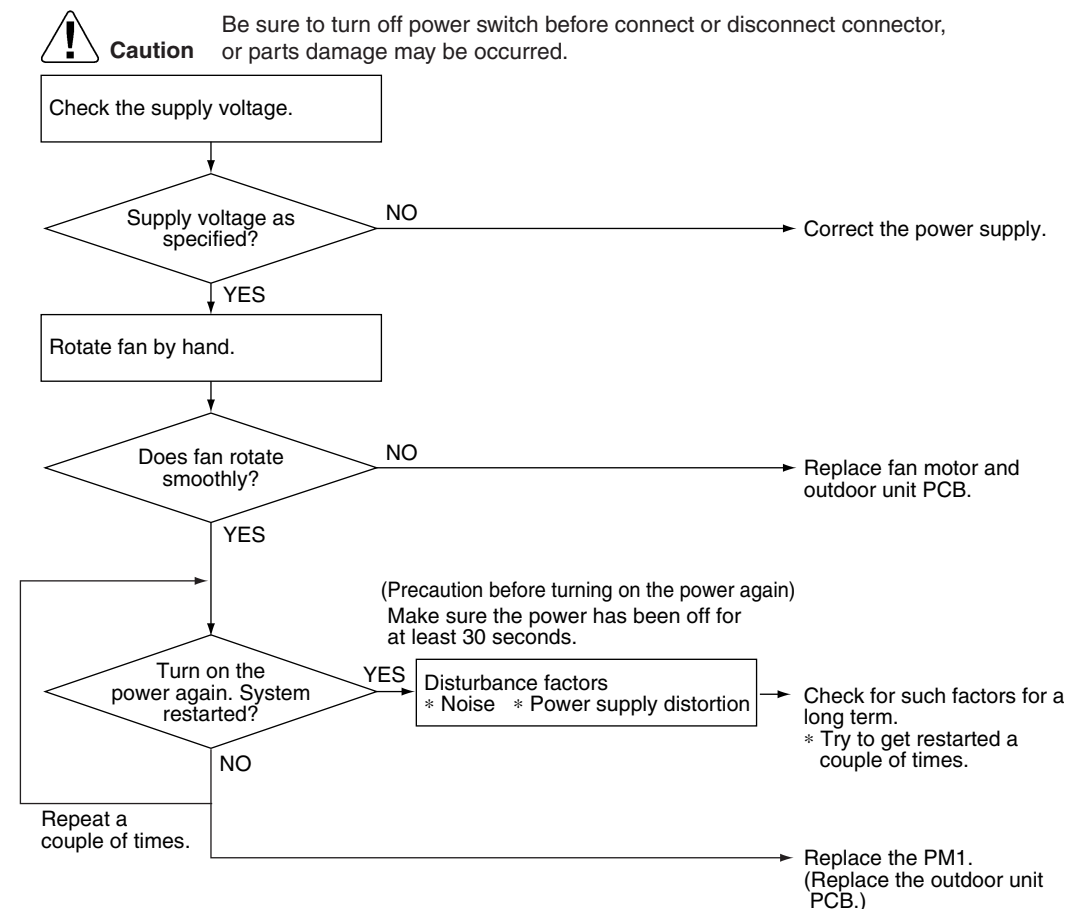 Be sure to turn off power switch before connect or disconnect connector,
Caution or parts damage may be occurred.
Check the supply voltage.
Supply voltage as
specified?
NO
Correct the power supply.
YES
Rotate fan by hand.
Does fan rotate
smoothly?
NO
Replace fan motor and
outdoor unit PCB.
YES
(Precaution before turning on the power again)
Make sure the power has been off for
at least 30 seconds.
Turn on the
power again. System
restarted?
YES
Disturbance factors
* Noise * Power supply distortion
Check for such factors for a
long term.
* Try to get restarted a
couple of times.
NO
Repeat a
couple of times.
Replace the PM1.
(Replace the outdoor unit
PCB.)